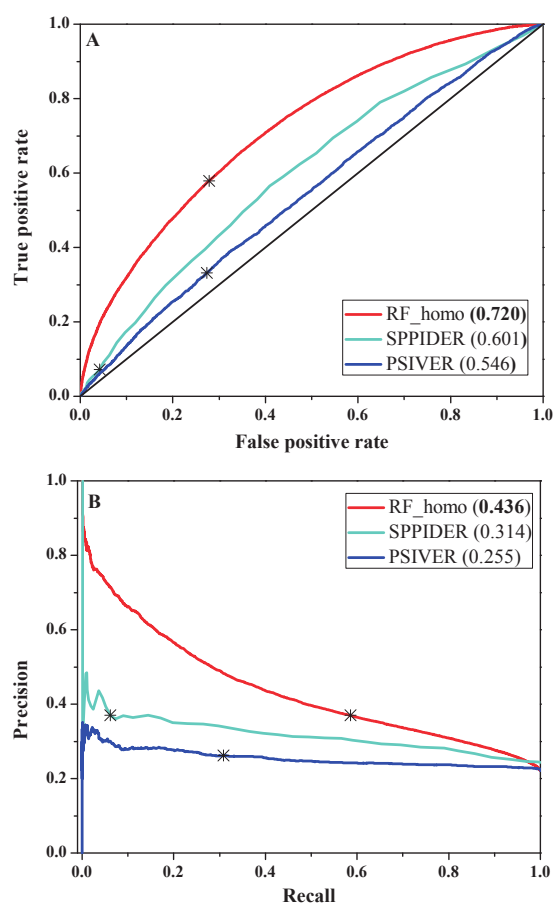 A
1.0
0.8
0.6
0.4
0.2
0.0
True positive rate
RF_homo (0.720)
SPPIDER (0.601)
PSIVER (0.546)
0.0 0.2 0.4 0.6 0.8 1.0
False positive rate
B
1.0
0.8
0.6
0.4
0.2
0.0
Precision
RF_homo (0.436)
SPPIDER (0.314)
PSIVER (0.255)
0.0 0.2 0.4 0.6 0.8 1.0
Recall